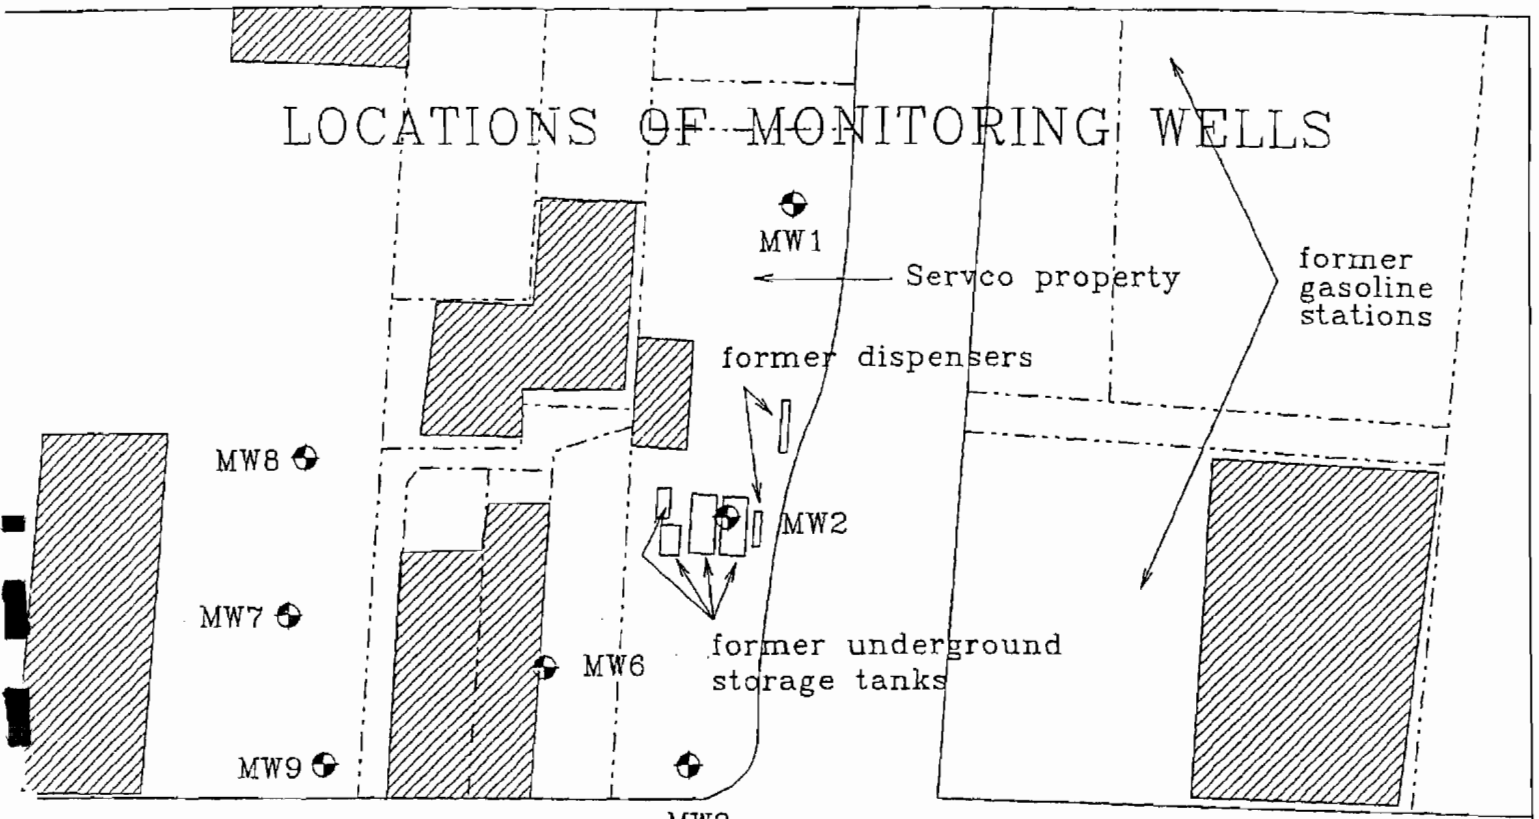 LOCATIONS OF MONITORING WELLS
MW1
Servco property
former
gasoline
stations
former dispensers
MW8
MW2
MW7
former underground
storage tanks
MW6
MW9